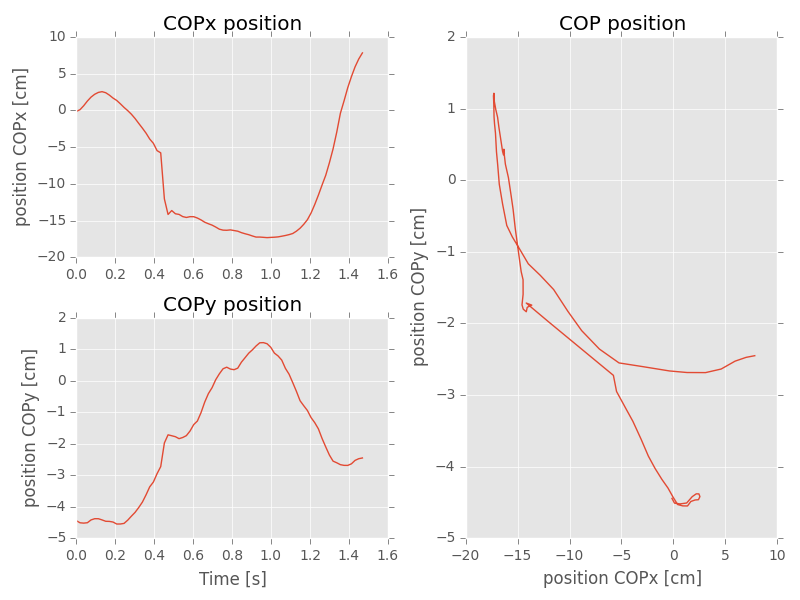 COPx position
position COPx [cm]
10
5
0
−5
−10
−15
−20
0.0 0.2 0.4 0.6 0.8 1.0 1.2 1.4 1.6
COPy position
position COPy [cm]
2
1
0
−1
−2
−3
−4
−5
0.0 0.2 0.4 0.6 0.8 1.0 1.2 1.4 1.6
Time [s]
COP position
position COPy [cm]
2
1
0
−1
−2
−3
−4
−5
−20 −15 −10 −5 0 5 10
position COPx [cm]